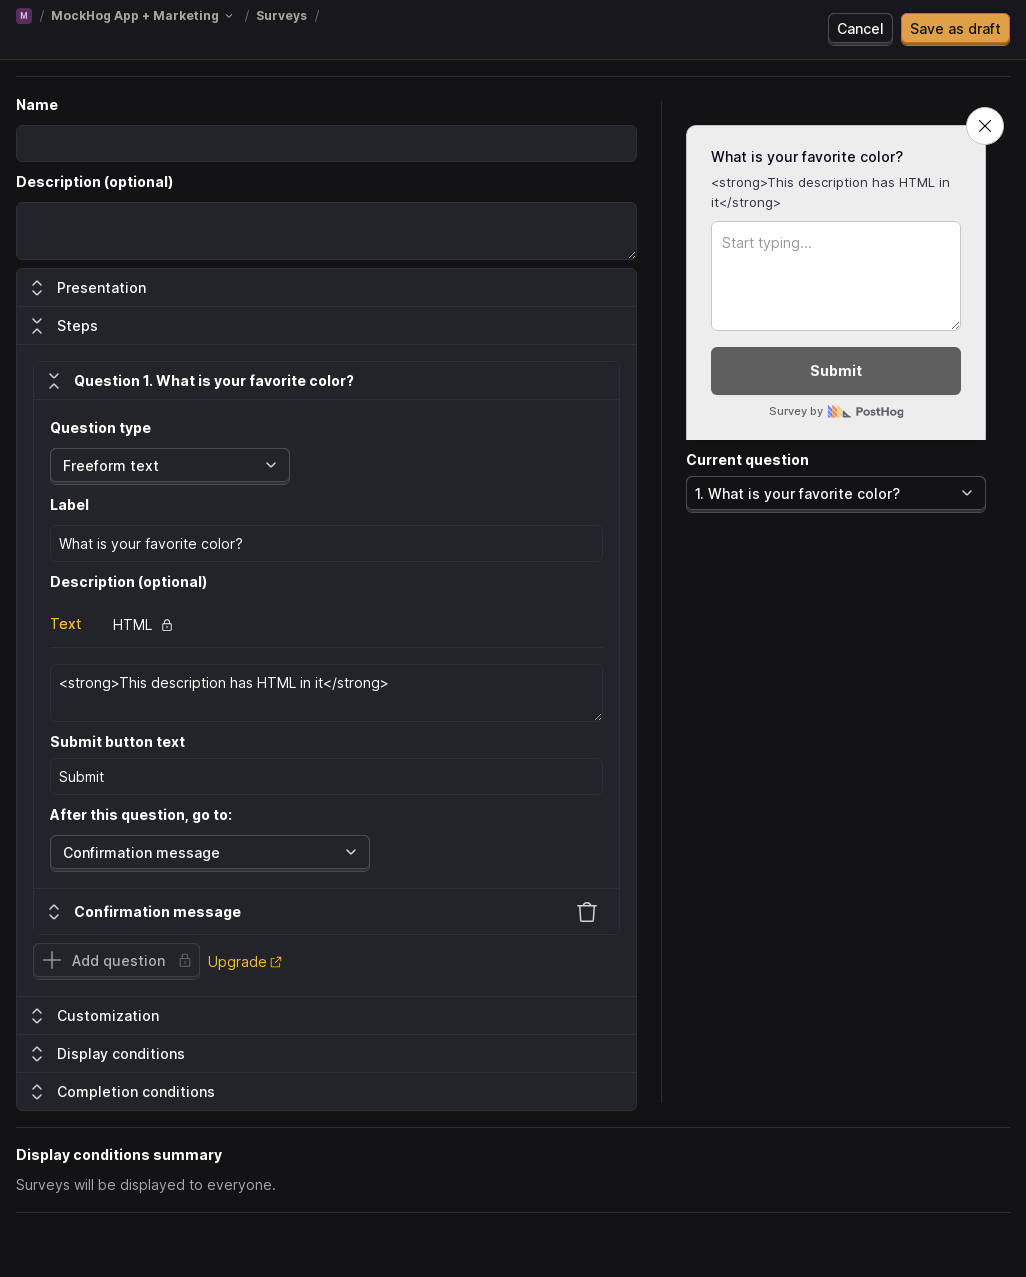 M / MockHog App + Marketing / Surveys /
Cancel
Save as draft
Name
Description (optional)
Presentation
Steps
Question 1. What is your favorite color?
Question type
Freeform text
Label
What is your favorite color?
Description (optional)
Text
HTML
<strong>This description has HTML in it</strong>
Submit button text
Submit
After this question, go to:
Confirmation message
Confirmation message
Add question
Upgrade
Customization
Display conditions
Completion conditions
What is your favorite color?
<strong>This description has HTML in
it</strong>
Start typing...
Submit
Survey by PostHog
Current question
1. What is your favorite color?
Display conditions summary
Surveys will be displayed to everyone.